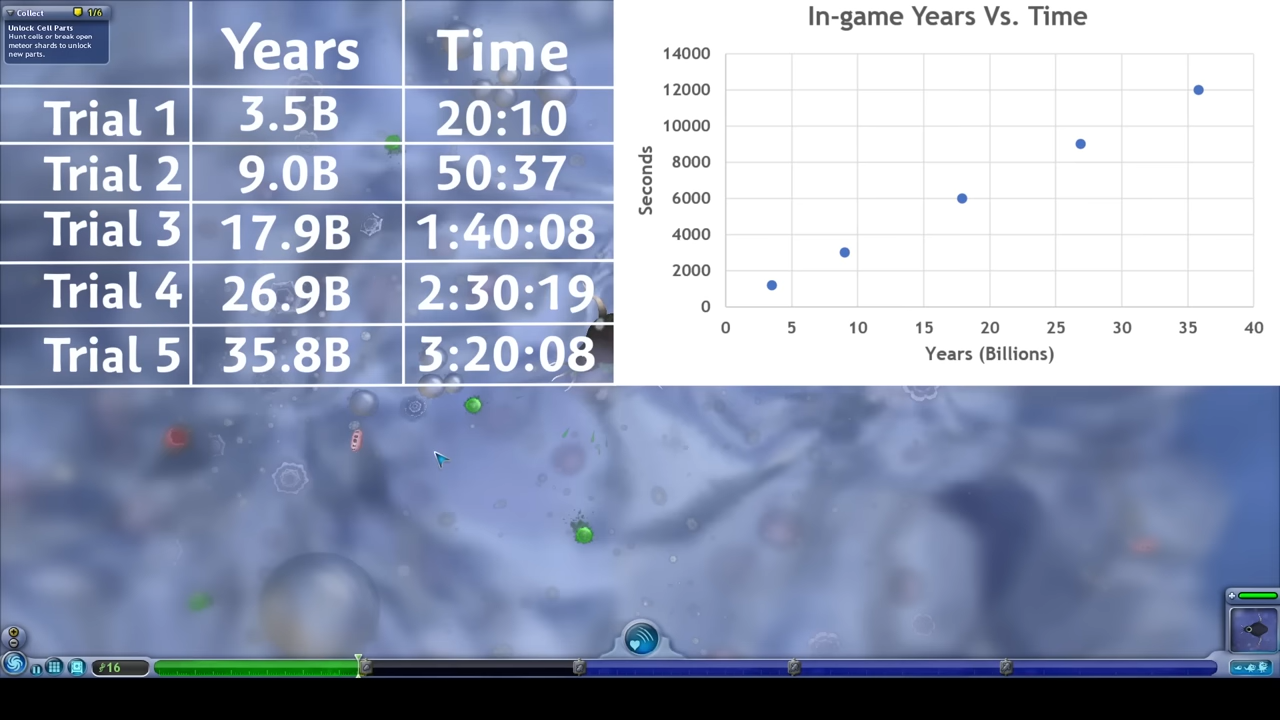 Collect 1/6
Unlock Cell Parts
Hunt cells or break open
meteor shards to unlock
new parts.
Years Time
Trial 1 3.5B 20:10
Trial 2 9.0B 50:37
Trial 3 17.9B 1:40:08
Trial 4 26.9B 2:30:19
Trial 5 35.8B 3:20:08
In-game Years Vs. Time
Seconds
14000
12000
10000
8000
6000
4000
2000
0
0 5 10 15 20 25 30 35 40
Years (Billions)
16